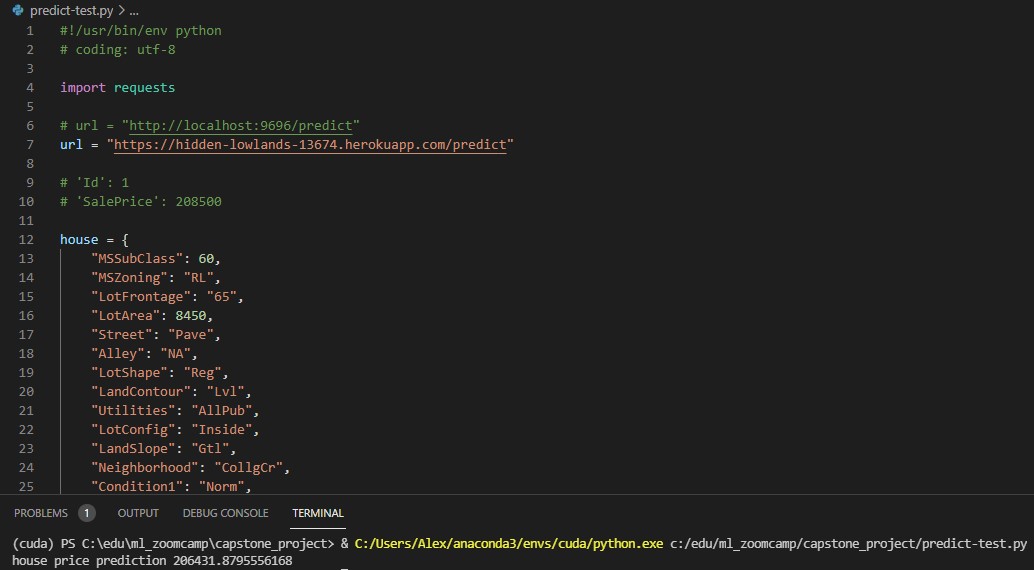 predict-test.py > ...
1 #!/usr/bin/env python
2 # coding: utf-8
3
4 import requests
5
6 # url = "http://localhost:9696/predict"
7 url = "https://hidden-lowlands-13674.herokuapp.com/predict"
8
9 # 'Id': 1
10 # 'SalePrice': 208500
11
12 house = {
13 "MSSubClass": 60,
14 "MSZoning": "RL",
15 "LotFrontage": "65",
16 "LotArea": 8450,
17 "Street": "Pave",
18 "Alley": "NA",
19 "LotShape": "Reg",
20 "LandContour": "Lvl",
21 "Utilities": "AllPub",
22 "LotConfig": "Inside",
23 "LandSlope": "Gtl",
24 "Neighborhood": "CollgCr",
25 "Condition1": "Norm",
PROBLEMS 1 OUTPUT DEBUG CONSOLE TERMINAL
(cuda) PS C:\edu\ml_zoomcamp\capstone_project> & C:/Users/Alex/anaconda3/envs/cuda/python.exe c:/edu/ml_zoomcamp/capstone_project/predict-test.py
house price prediction 206431.8795556168